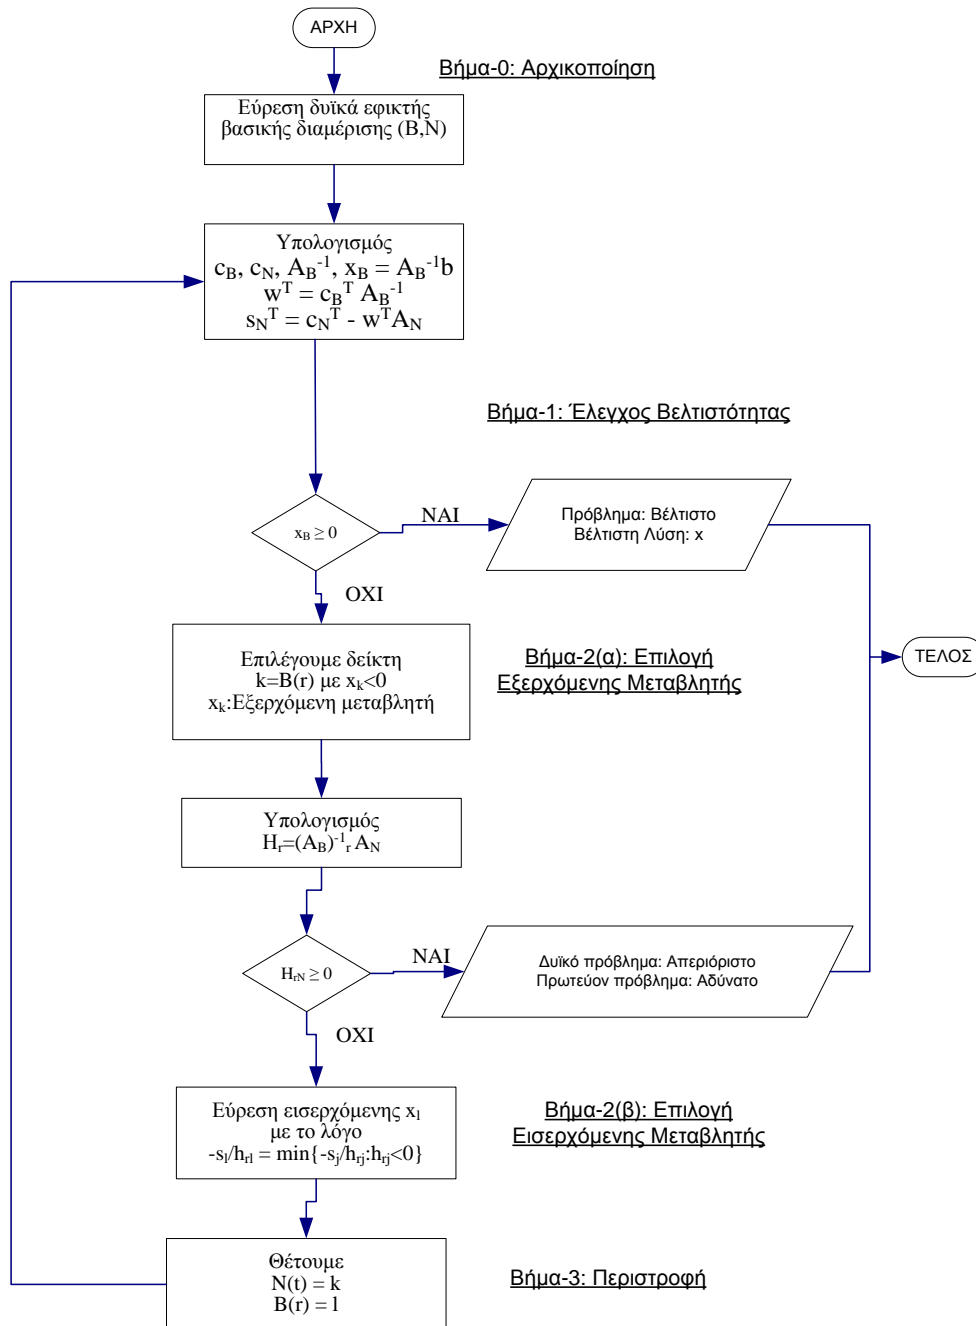 ΑΡΧΗ
Βήμα-0: Αρχικοποίηση
Εύρεση δυϊκά εφικτής
βασικής διαμέρισης (Β,Ν)
Υπολογισμός
c_B, c_N, A_B^-1, x_B = A_B^-1b
w^T = c_B^T A_B^-1
s_N^T = c_N^T - w^TA_N
Βήμα-1: Έλεγχος Βελτιστότητας
x_B ≥ 0
ΝΑΙ
Πρόβλημα: Βέλτιστο
Βέλτιστη Λύση: x
ΟΧΙ
Επιλέγουμε δείκτη
k=B(r) με x_k<0
x_k:Εξερχόμενη μεταβλητή
Βήμα-2(α): Επιλογή
Εξερχόμενης Μεταβλητής
ΤΕΛΟΣ
Υπολογισμός
H_r=(A_B)^-1_r A_N
H_rN ≥ 0
ΝΑΙ
Δυϊκό πρόβλημα: Απεριόριστο
Πρωτεύον πρόβλημα: Αδύνατο
ΟΧΙ
Εύρεση εισερχόμενης x_l
με το λόγο
-s_l/h_rl = min{-s_j/h_rj:h_rj<0}
Βήμα-2(β): Επιλογή
Εισερχόμενης Μεταβλητής
Θέτουμε
N(t) = k
B(r) = l
Βήμα-3: Περιστροφή